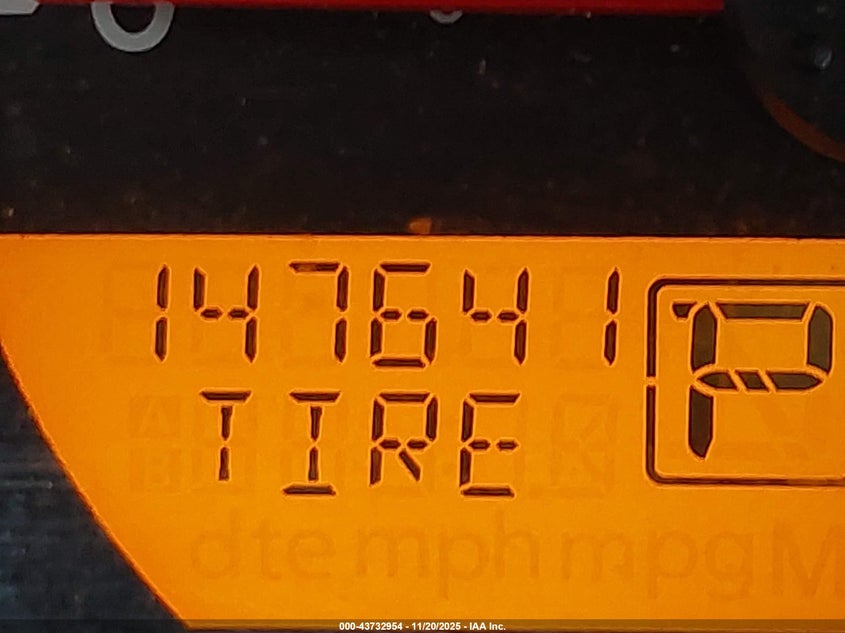 147641
TIRE
P
dte mph mpg M
000-43732954 - 11/20/2025 - IAA Inc.